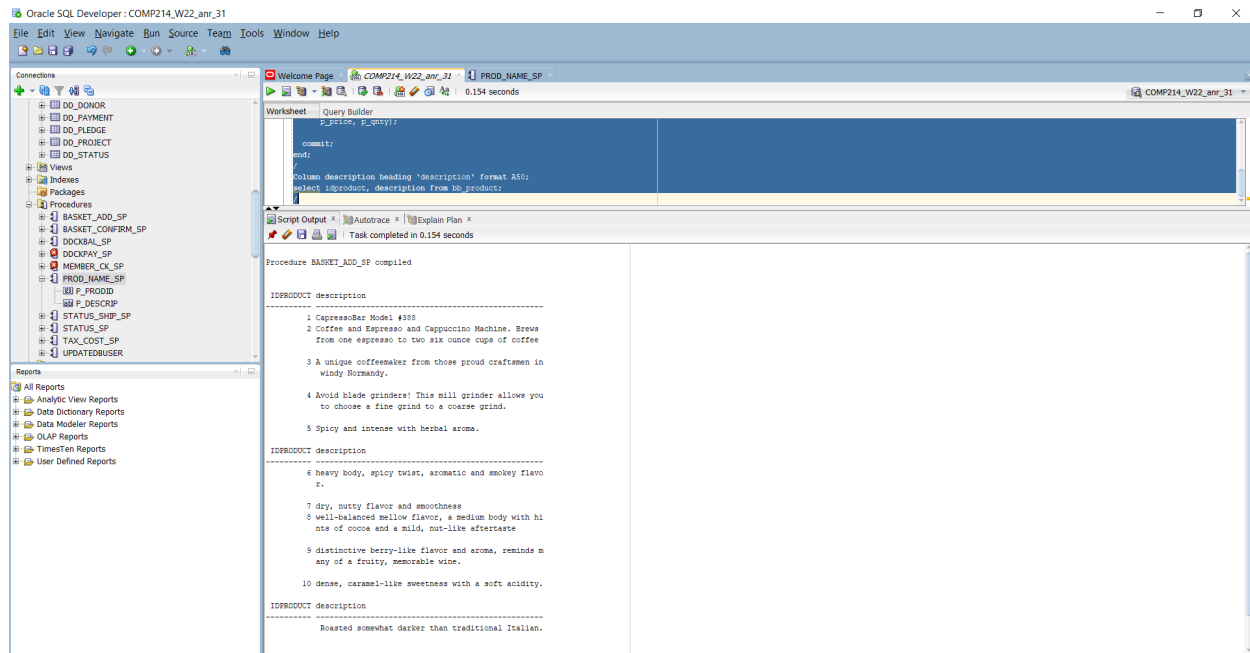 Oracle SQL Developer : COMP214_W22_anr_31
File Edit View Navigate Run Source Team Tools Window Help
Connections
DD_DONOR
DD_PAYMENT
DD_PLEDGE
DD_PROJECT
DD_STATUS
Views
Indexes
Packages
Procedures
BASKET_ADD_SP
BASKET_CONFIRM_SP
DDCKBAL_SP
DDCKPAY_SP
MEMBER_CK_SP
PROD_NAME_SP
P_PRODID
P_DESCRIP
STATUS_SHIP_SP
STATUS_SP
TAX_COST_SP
UPDATEDBUSER
Reports
All Reports
Analytic View Reports
Data Dictionary Reports
Data Modeler Reports
OLAP Reports
TimesTen Reports
User Defined Reports
Welcome Page COMP214_W22_anr_31 PROD_NAME_SP
0.154 seconds COMP214_W22_anr_31
Worksheet Query Builder
p_price, p_qnty);
commit;
end;
/
Column description heading 'description' format A50;
select idproduct, description from bb_product;
/
Script Output x Autotrace x Explain Plan x
Task completed in 0.154 seconds
Procedure BASKET_ADD_SP compiled
IDPRODUCT description
---------- --------------------------------------------------
1 CapressoBar Model #388
2 Coffee and Espresso and Cappuccino Machine. Brews
from one espresso to two six ounce cups of coffee
3 A unique coffeemaker from those proud craftsmen in
windy Normandy.
4 Avoid blade grinders! This mill grinder allows you
to choose a fine grind to a coarse grind.
5 Spicy and intense with herbal aroma.
IDPRODUCT description
---------- --------------------------------------------------
6 heavy body, spicy twist, aromatic and smokey flavo
r.
7 dry, nutty flavor and smoothness
8 well-balanced mellow flavor, a medium body with hi
nts of cocoa and a mild, nut-like aftertaste
9 distinctive berry-like flavor and aroma, reminds m
any of a fruity, memorable wine.
10 dense, caramel-like sweetness with a soft acidity.
IDPRODUCT description
---------- --------------------------------------------------
Roasted somewhat darker than traditional Italian.